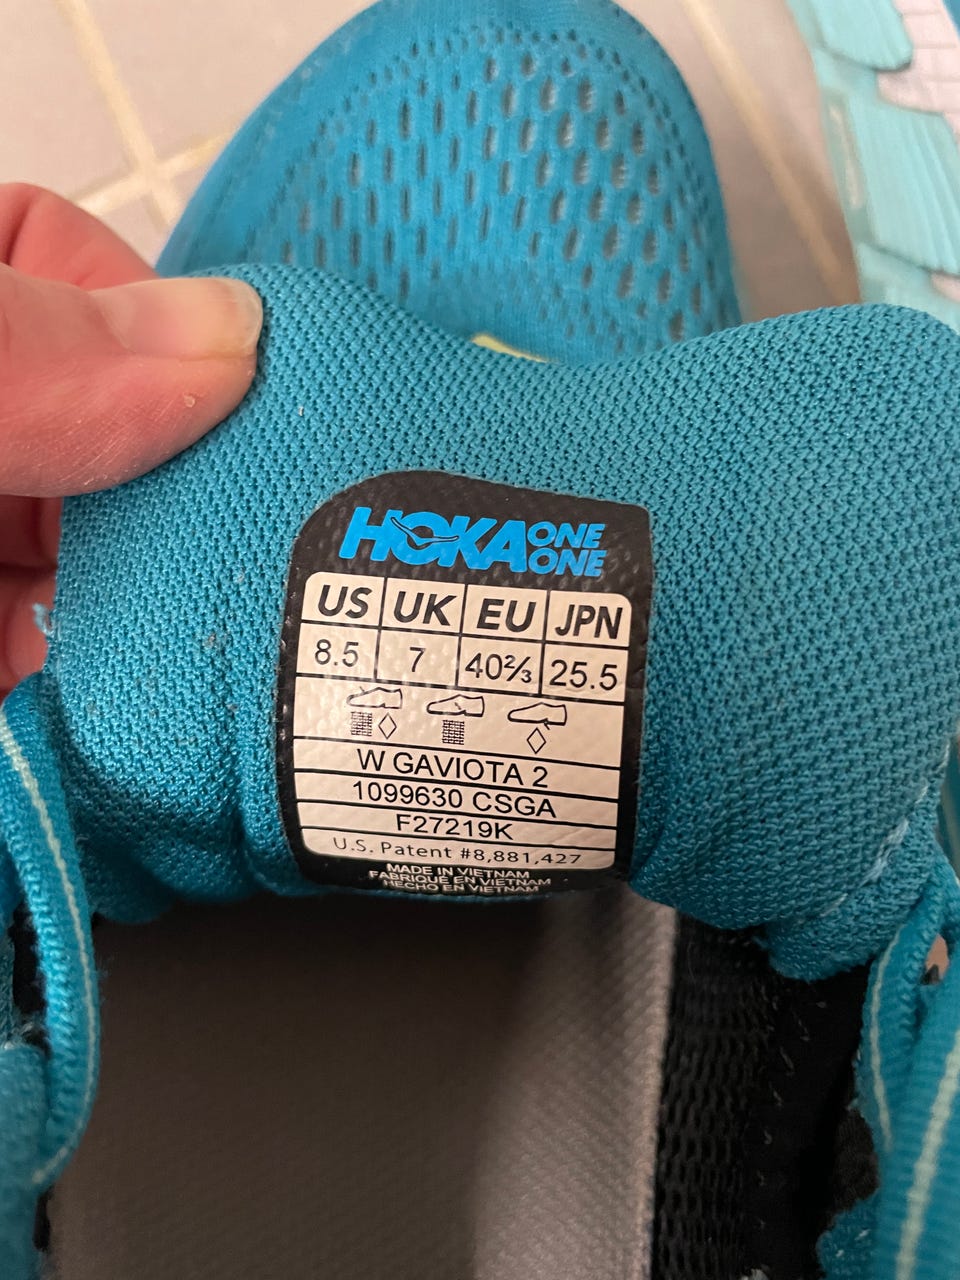 HOKA ONE ONE
US UK EU JPN
8.5 7 40⅔ 25.5
W GAVIOTA 2
1099630 CSGA
F27219K
U.S. Patent #8,881,427
MADE IN VIETNAM
FABRIQUÉ EN VIETNAM
HECHO EN VIETNAM